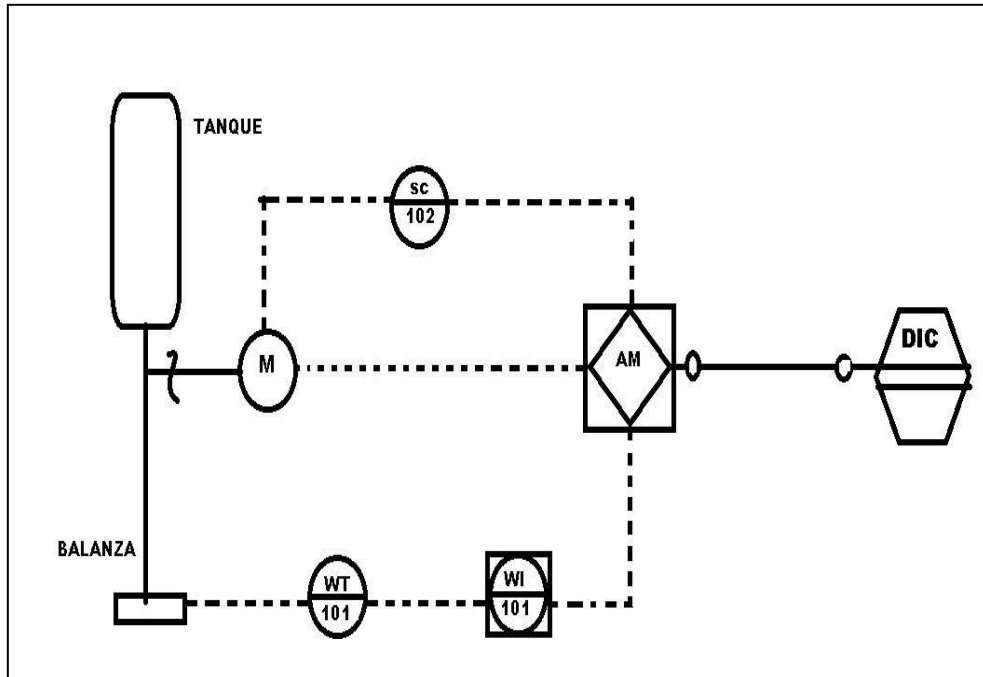 TANQUE
sc
102
M
AM
DIC
BALANZA
WT
101
WI
101